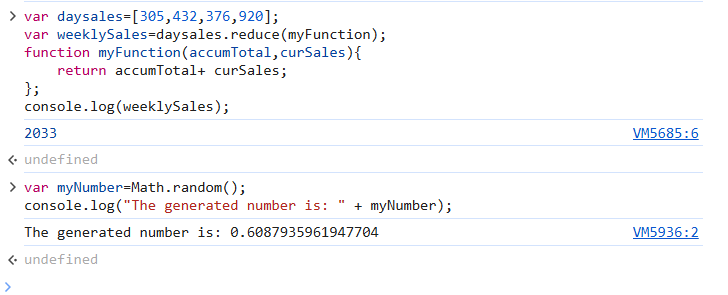 var daysales=[305,432,376,920];
var weeklySales=daysales.reduce(myFunction);
function myFunction(accumTotal,curSales){
    return accumTotal+ curSales;
};
console.log(weeklySales);
2033 VM5685:6
undefined
var myNumber=Math.random();
console.log("The generated number is: " + myNumber);
The generated number is: 0.6087935961947704 VM5936:2
undefined